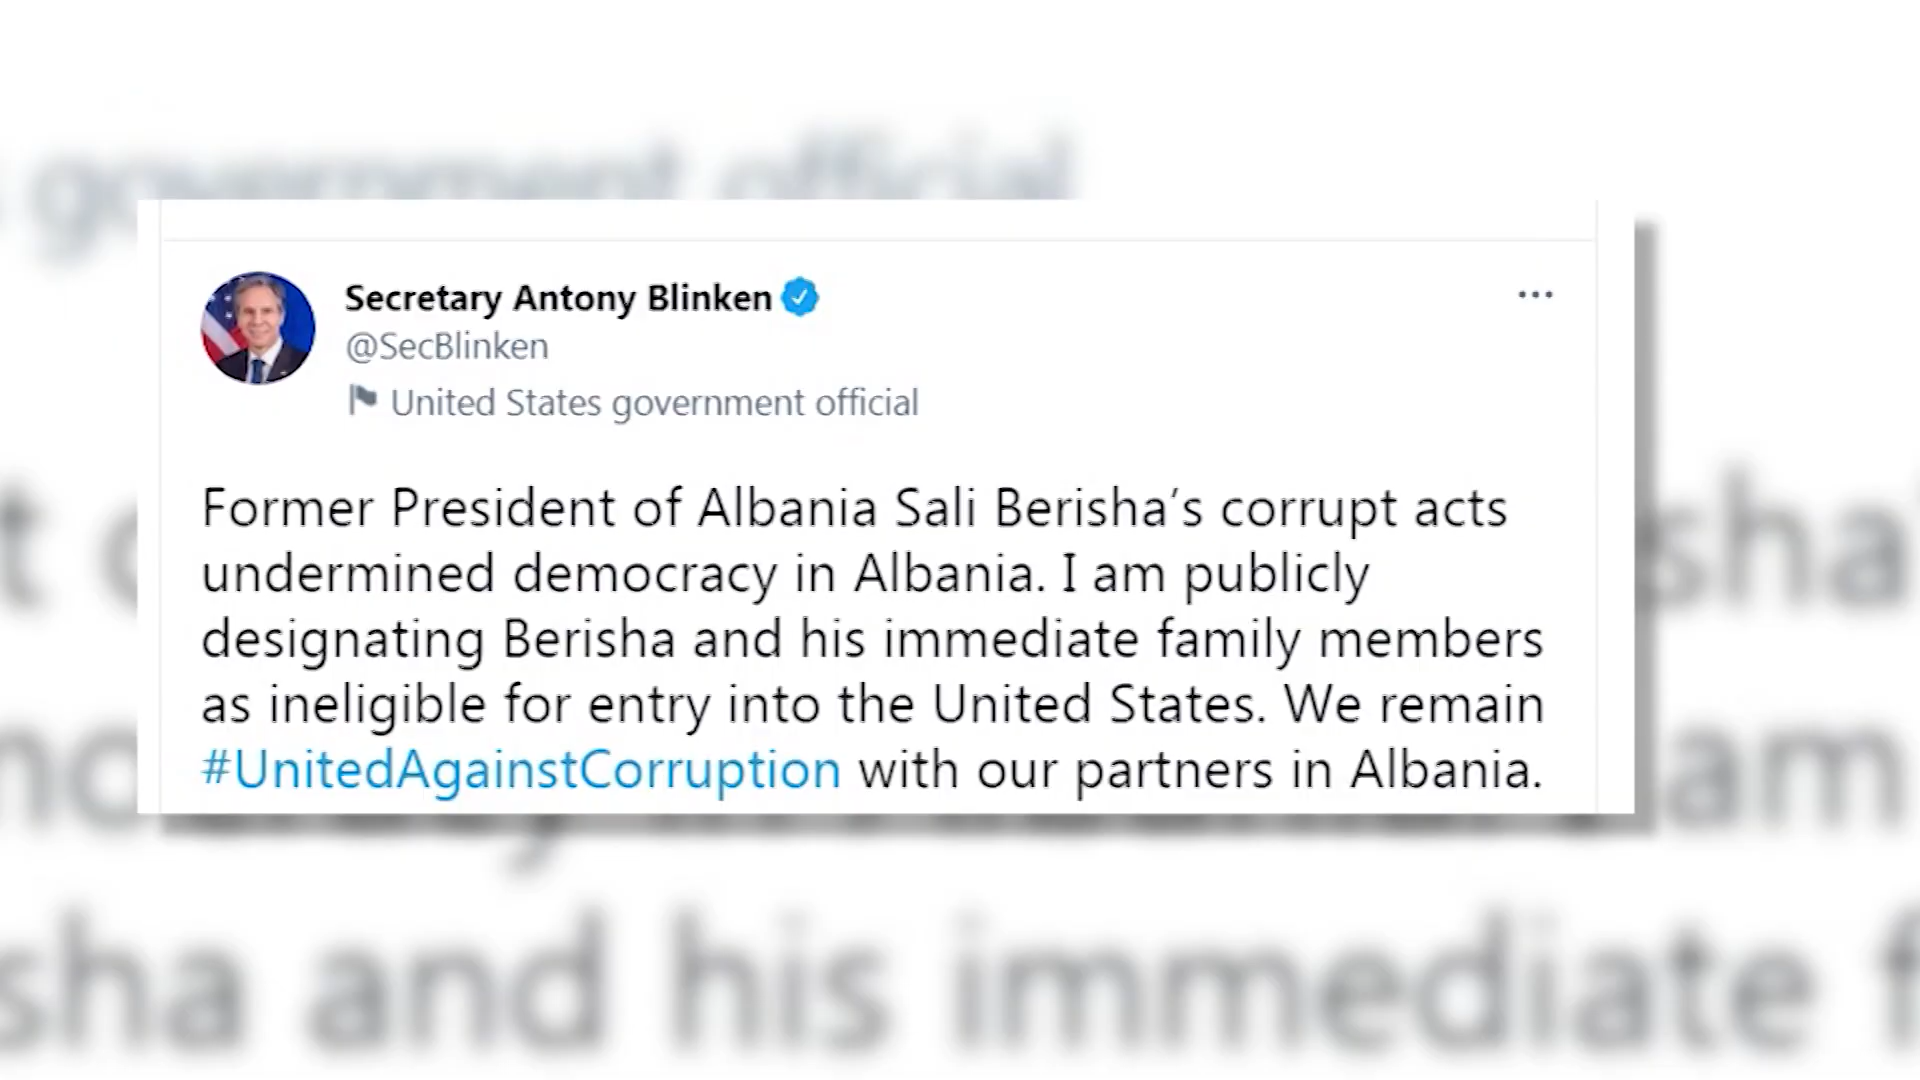 government official
Secretary Antony Blinken
@SecBlinken
United States government official
Former President of Albania Sali Berisha's corrupt acts
undermined democracy in Albania. I am publicly
designating Berisha and his immediate family members
as ineligible for entry into the United States. We remain
#UnitedAgainstCorruption with our partners in Albania.
sha and his immediate f